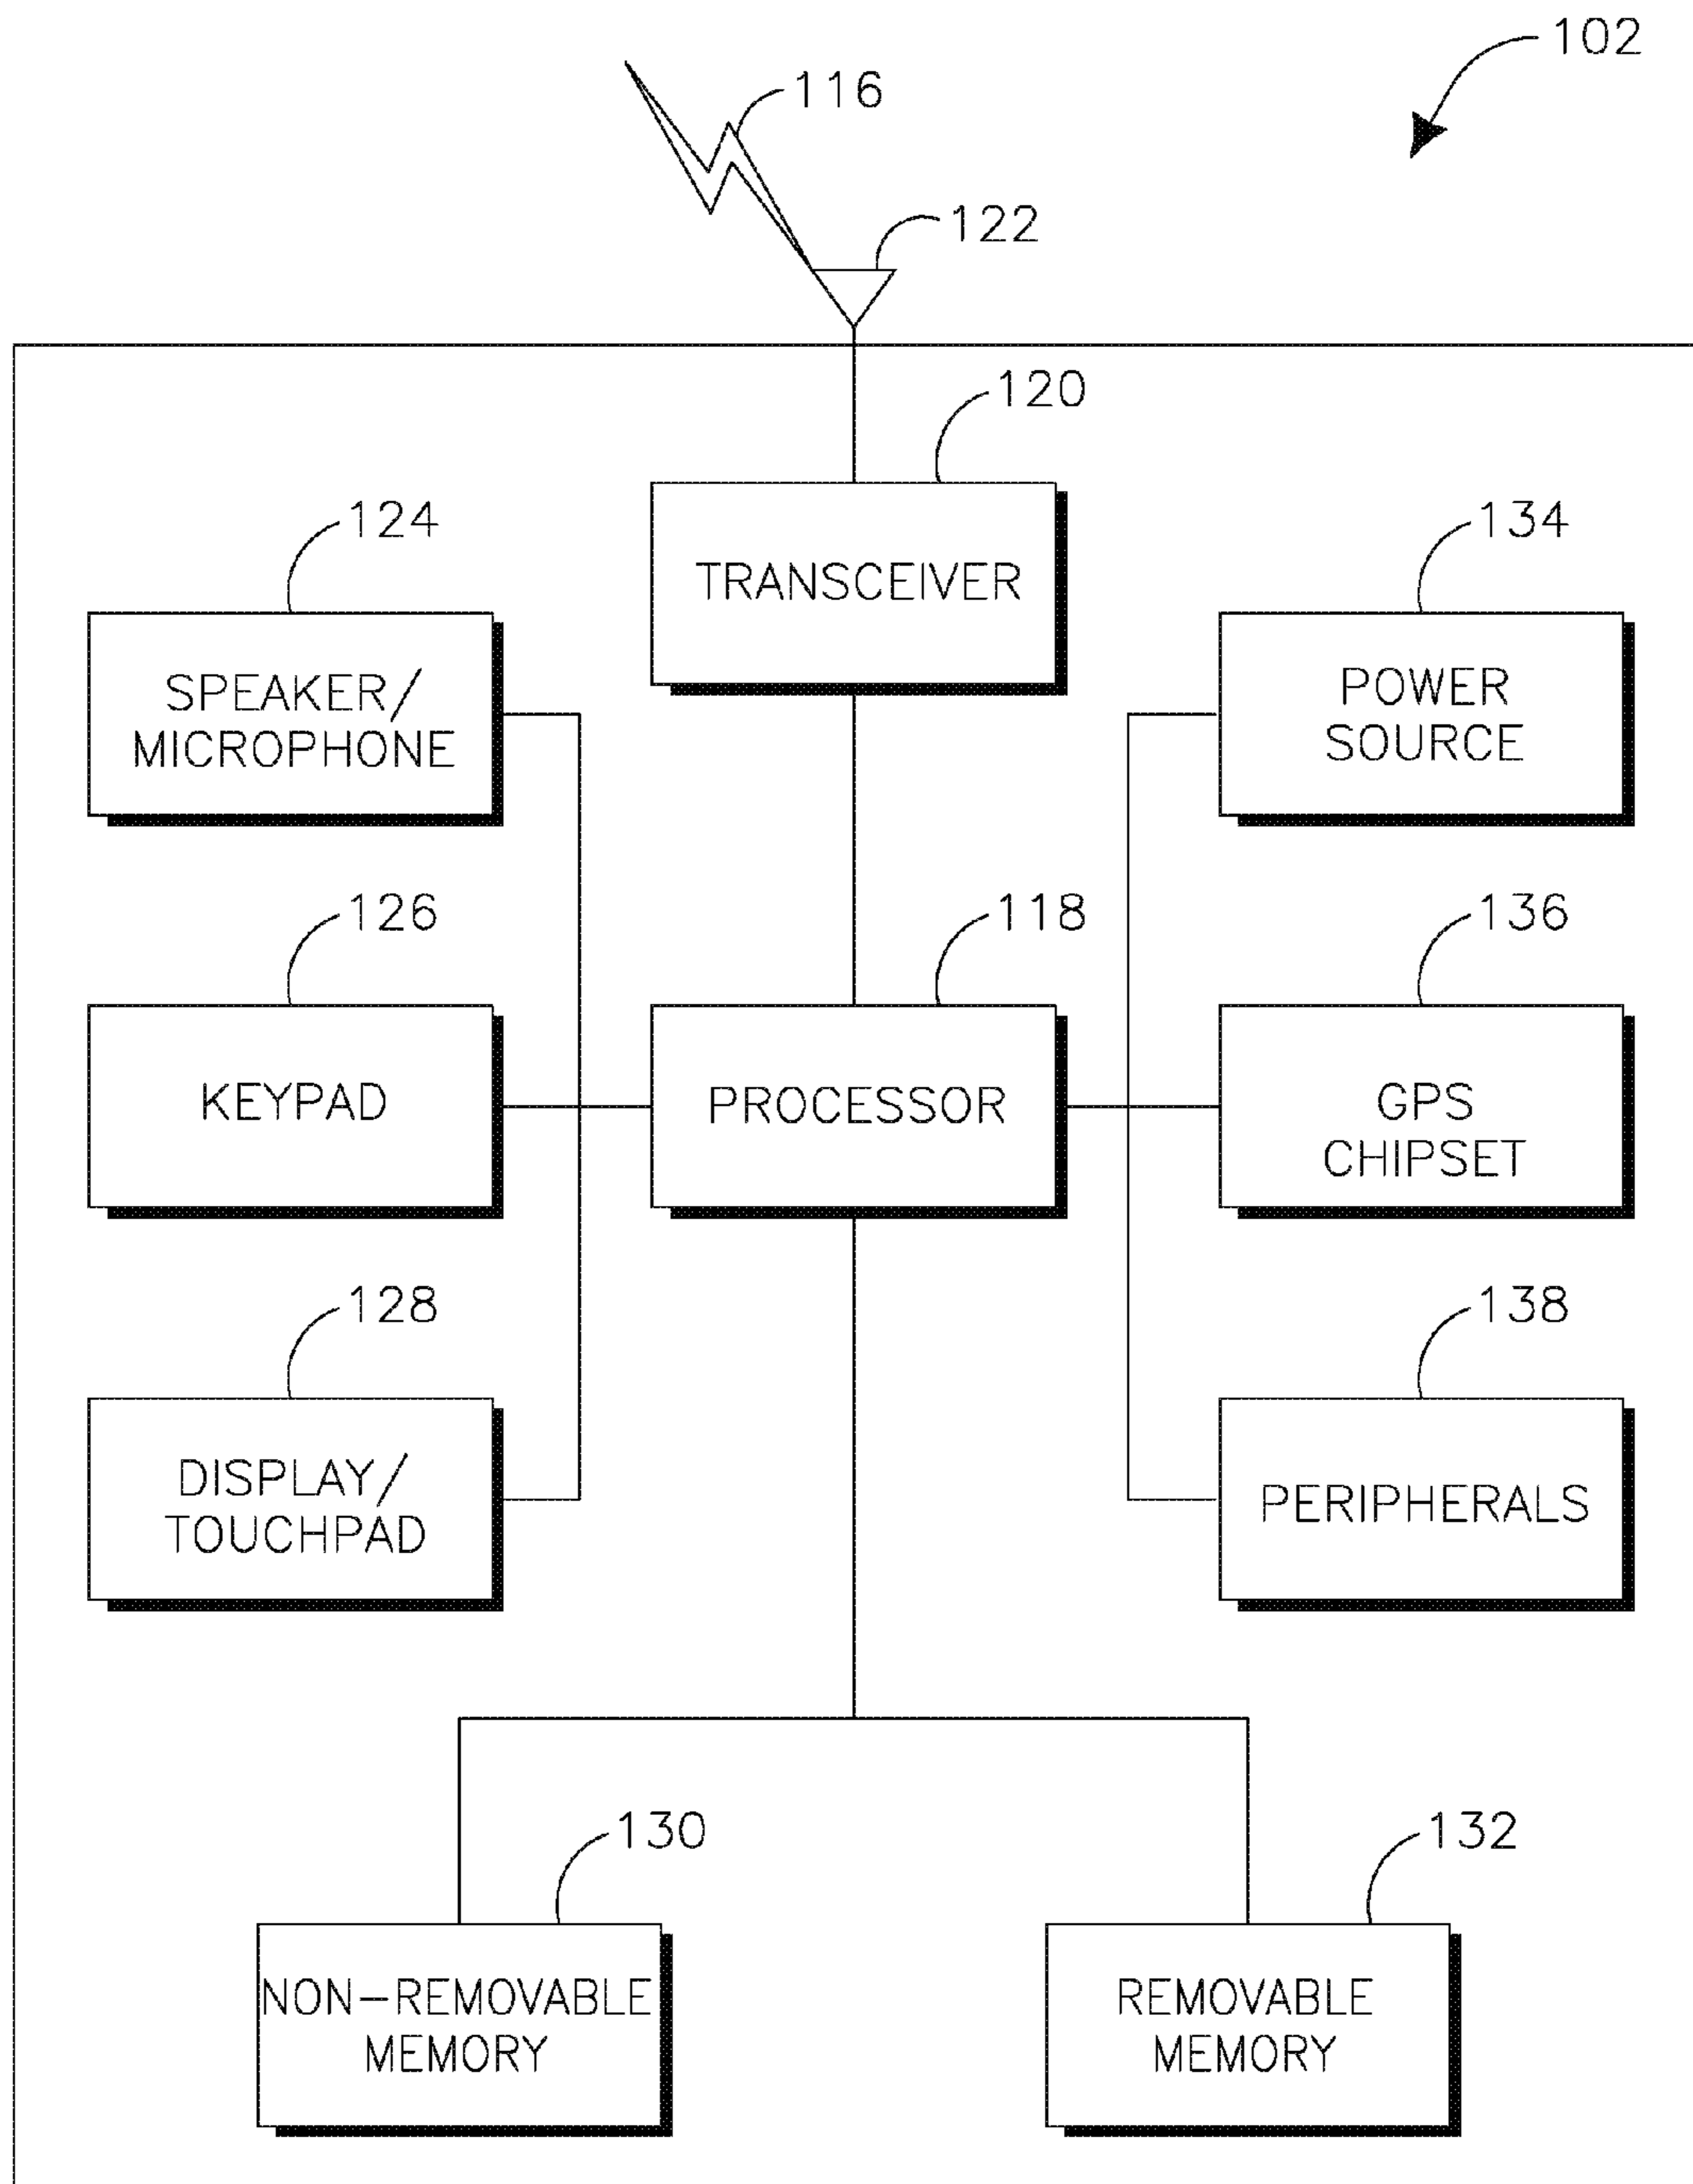 102
116
122
120
TRANSCEIVER
124
SPEAKER/
MICROPHONE
134
POWER
SOURCE
126
KEYPAD
118
PROCESSOR
136
GPS
CHIPSET
128
DISPLAY/
TOUCHPAD
138
PERIPHERALS
130
NON-REMOVABLE
MEMORY
132
REMOVABLE
MEMORY